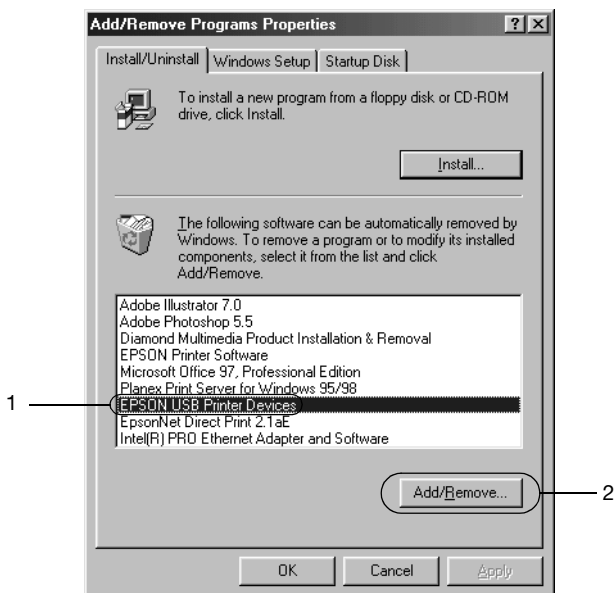 Add/Remove Programs Properties
? ×
Install/Uninstall Windows Setup Startup Disk
To install a new program from a floppy disk or CD-ROM
drive, click Install.
Install...
The following software can be automatically removed by
Windows. To remove a program or to modify its installed
components, select it from the list and click
Add/Remove.
Adobe Illustrator 7.0
Adobe Photoshop 5.5
Diamond Multimedia Product Installation & Removal
EPSON Printer Software
Microsoft Office 97, Professional Edition
Planex Print Server for Windows 95/98
1 EPSON USB Printer Devices
EpsonNet Direct Print 2.1aE
Intel(R) PRO Ethernet Adapter and Software
Add/Remove... 2
OK Cancel Apply